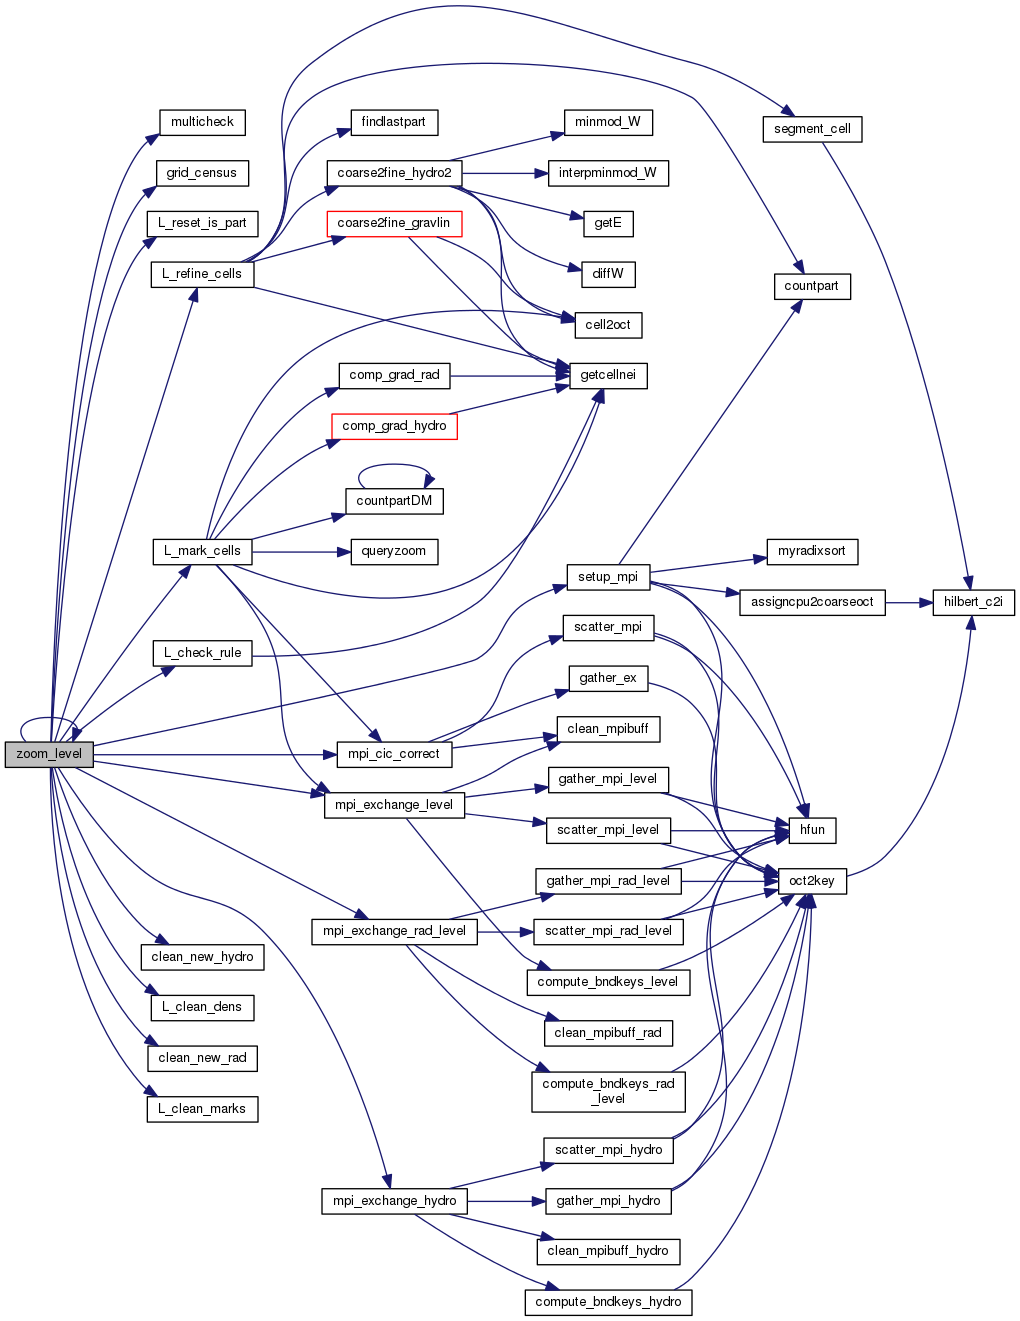 segment_cell
multicheck
findlastpart
minmod_W
grid_census
coarse2fine_hydro2
interpminmod_W
L_reset_is_part
coarse2fine_gravlin
getE
L_refine_cells
diffW
countpart
cell2oct
comp_grad_rad
getcellnei
comp_grad_hydro
countpartDM
L_mark_cells
queryzoom
myradixsort
setup_mpi
assigncpu2coarseoct
hilbert_c2i
scatter_mpi
L_check_rule
gather_ex
clean_mpibuff
zoom_level
mpi_cic_correct
gather_mpi_level
mpi_exchange_level
scatter_mpi_level
hfun
gather_mpi_rad_level
oct2key
mpi_exchange_rad_level
scatter_mpi_rad_level
clean_new_hydro
compute_bndkeys_level
L_clean_dens
clean_mpibuff_rad
clean_new_rad
compute_bndkeys_rad
_level
L_clean_marks
scatter_mpi_hydro
mpi_exchange_hydro
gather_mpi_hydro
clean_mpibuff_hydro
compute_bndkeys_hydro